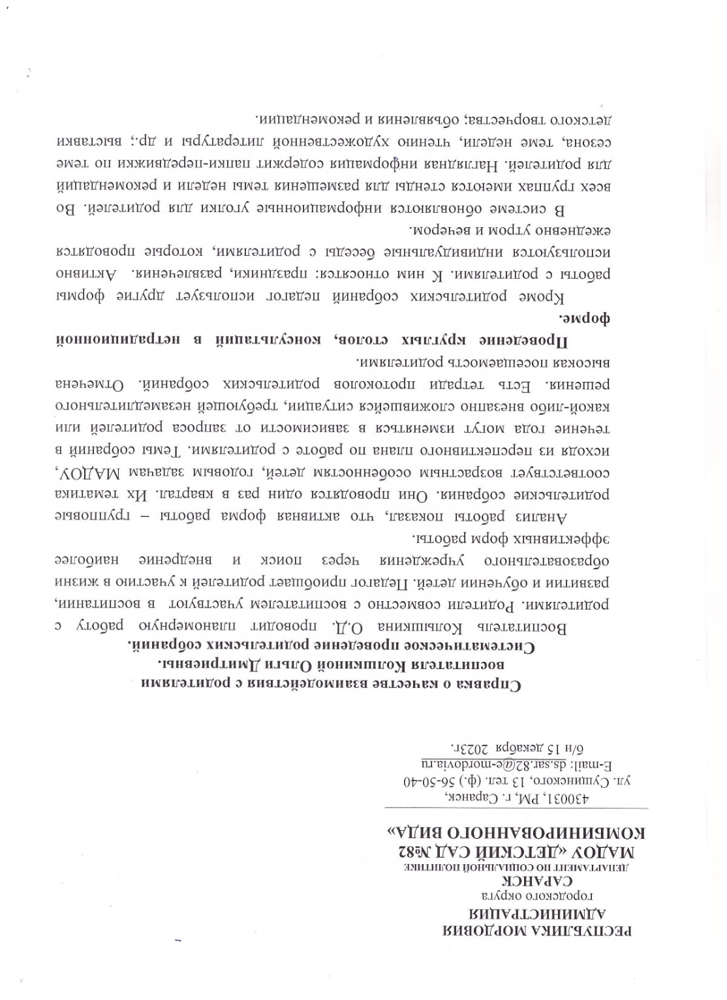 РЕСПУБЛИКА МОРДОВИЯ
АДМИНИСТРАЦИЯ
городского округа
САРАНСК
ДЕПАРТАМЕНТ ПО СОЦИАЛЬНОЙ ПОЛИТИКЕ
МАДОУ «ДЕТСКИЙ САД №82
КОМБИНИРОВАННОГО ВИДА»
430031, РМ, г. Саранск,
ул. Сущинского, 13 тел. (ф.) 56-50-40
E-mail: ds.sar.82@e-mordovia.ru
б/н 15 декабря 2023г.
Справка о качестве взаимодействия с родителями
воспитателя Колшкиной Ольги Дмитриевны.
Систематическое проведение родительских собраний.
Воспитатель Колышкина О.Д. проводит планомерную работу с
родителями. Родители совместно с воспитателем участвуют в воспитании,
развитии и обучении детей. Педагог приобщает родителей к участию в жизни
образовательного учреждения через поиск и внедрение наиболее
эффективных форм работы.
Анализ работы показал, что активная форма работы – групповые
родительские собрания. Они проводятся один раз в квартал. Их тематика
соответствует возрастным особенностям детей, годовым задачам МАДОУ,
исходя из перспективного плана по работе с родителями. Темы собраний в
течение года могут изменяться в зависимости от запроса родителей или
какой-либо внезапно сложившейся ситуации, требующей незамедлительного
решения. Есть тетради протоколов родительских собраний. Отмечена
высокая посещаемость родителями.
Проведение круглых столов, консультаций в нетрадиционной
форме.
Кроме родительских собраний педагог использует другие формы
работы с родителями. К ним относятся: праздники, развлечения. Активно
используются индивидуальные беседы с родителями, которые проводятся
ежедневно утром и вечером.
В системе обновляются информационные уголки для родителей. Во
всех группах имеются стенды для размещения темы недели и рекомендаций
для родителей. Наглядная информация содержит папки-передвижки по теме
сезона, теме недели, чтению художественной литературы и др.; выставки
детского творчества; объявления и рекомендации.